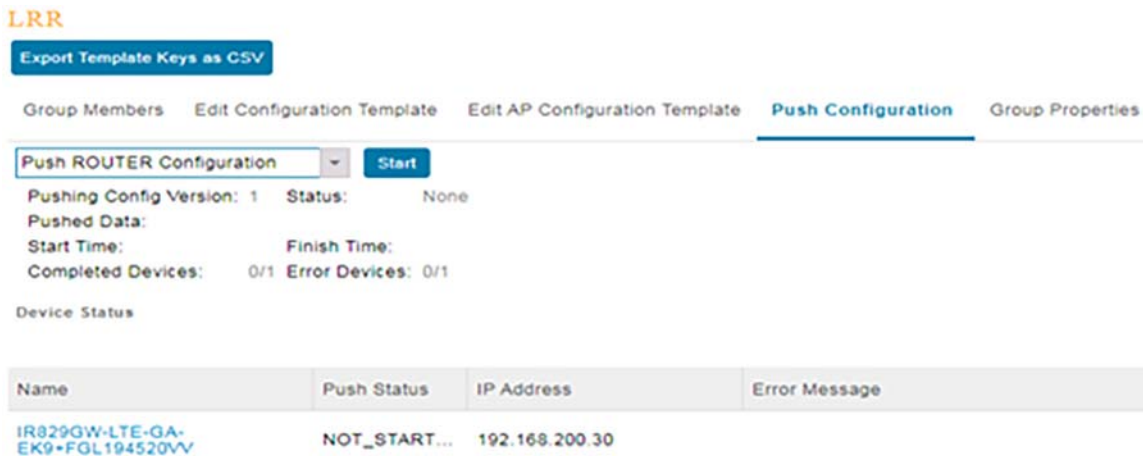 LRR
Export Template Keys as CSV
Group Members Edit Configuration Template Edit AP Configuration Template Push Configuration Group Properties
Push ROUTER Configuration Start
Pushing Config Version: 1 Status: None
Pushed Data:
Start Time: Finish Time:
Completed Devices: 0/1 Error Devices: 0/1
Device Status
Name Push Status IP Address Error Message
IR829GW-LTE-GA- NOT_START... 192.168.200.30
EK9+FGL194520VV